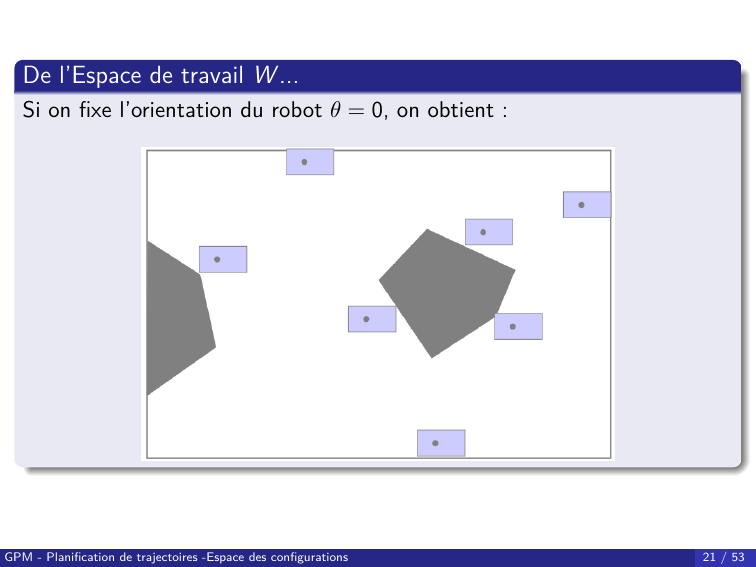 De l'Espace de travail W...
Si on fixe l'orientation du robot θ = 0, on obtient :
GPM - Planification de trajectoires -Espace des configurations
21 / 53